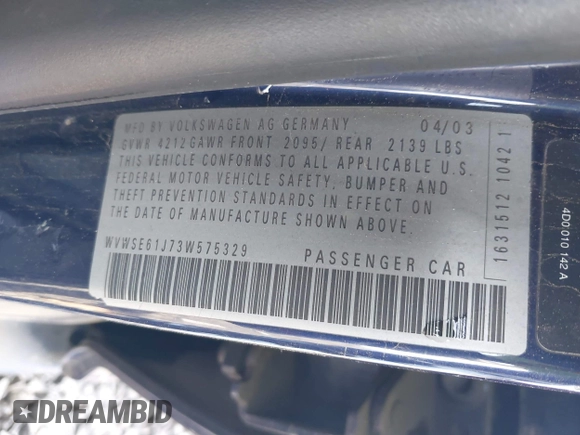 MFD BY VOLKSWAGEN AG GERMANY 04/03
GVWR 4212 GAWR FRONT 2095/ REAR 2139 LBS
THIS VEHICLE CONFORMS TO ALL APPLICABLE U.S.
FEDERAL MOTOR VEHICLE SAFETY, BUMPER AND
THEFT PREVENTION STANDARDS IN EFFECT ON
THE DATE OF MANUFACTURE SHOWN ABOVE.
WVWSE61J73W575329 PASSENGER CAR
1631512 1042 1
4D0.010 142 A
DREAMBID